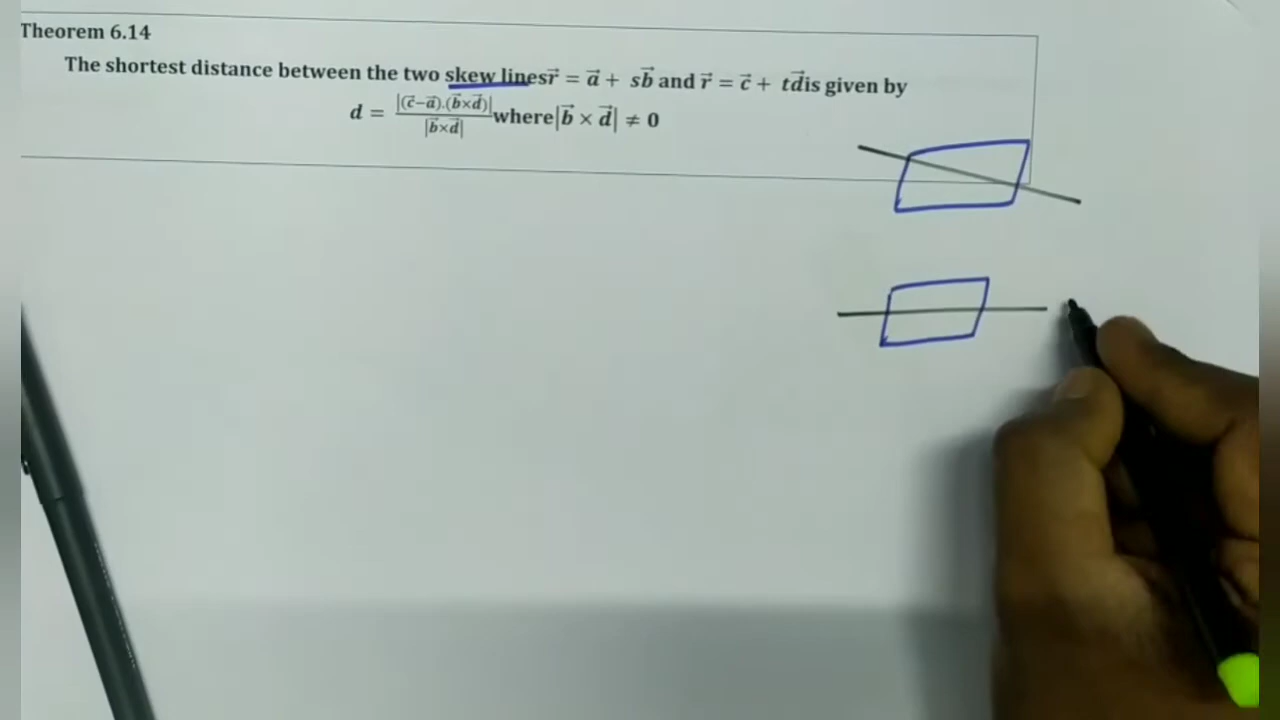 Theorem 6.14
The shortest distance between the two skew lines r⃗ = a⃗ + sb⃗ and r⃗ = c⃗ + td⃗is given by
d = |(c⃗−a⃗).(b⃗×d⃗)| / |b⃗×d⃗| where|b⃗ × d⃗| ≠ 0